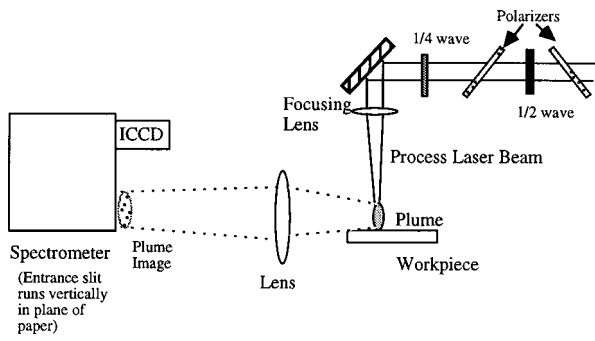 Polarizers
1/4 wave
1/2 wave
Focusing
Lens
ICCD
Process Laser Beam
Plume
Workpiece
Spectrometer
(Entrance slit
runs vertically
in plane of
paper)
Plume
Image
Lens